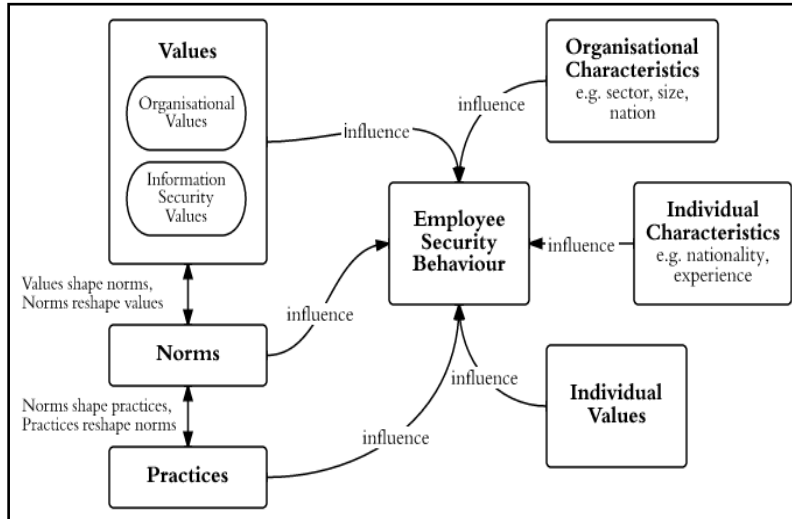 Values
Organisational
Values
Information
Security
Values
Values shape norms,
Norms reshape values
Norms
Norms shape practices,
Practices reshape norms
Practices
influence
influence
influence
Employee
Security
Behaviour
influence
influence
influence
Organisational
Characteristics
e.g. sector, size,
nation
Individual
Characteristics
e.g. nationality,
experience
Individual
Values